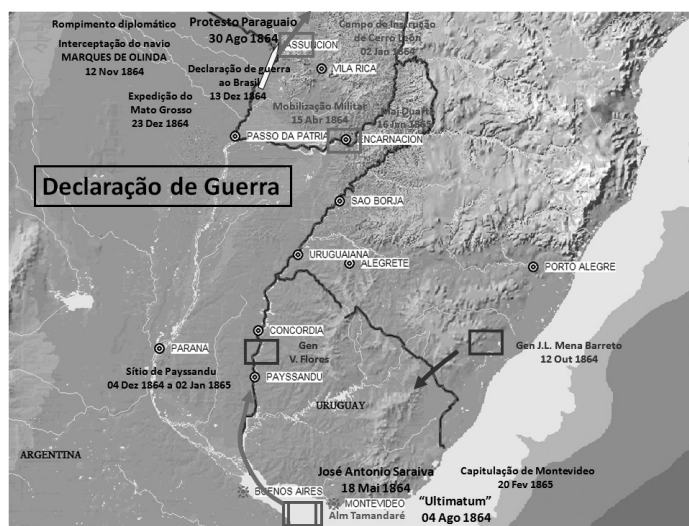 Rompimento diplomático
Interceptação do navio
MARQUES DE OLINDA
12 Nov 1864
Protesto Paraguaio
30 Ago 1864
Campo de Instrução
de Cerro León
02 Jan 1864
ASSUNCION
VILA RICA
Declaração de guerra
ao Brasil
13 Dez 1864
Expedição do
Mato Grosso
23 Dez 1864
Mobilização Militar
15 Abr 1864
Maj Duarte
16 Jan 1865
PASSO DA PATRIA
ENCARNACION
Declaração de Guerra
SAO BORJA
URUGUAIANA
ALEGRETE
PORTO ALEGRE
CONCORDIA
PARANA
Gen
V. Flores
Gen J.L. Mena Barreto
12 Out 1864
Sítio de Payssandu
04 Dez 1864 a 02 Jan 1865
PAYSSANDU
URUGUAY
ARGENTINA
José Antonio Saraiva
18 Mai 1864
Capitulação de Montevideo
20 Fev 1865
BUENOS AIRES
MONTEVIDEO
Alm Tamandaré
“Ultimatum”
04 Ago 1864